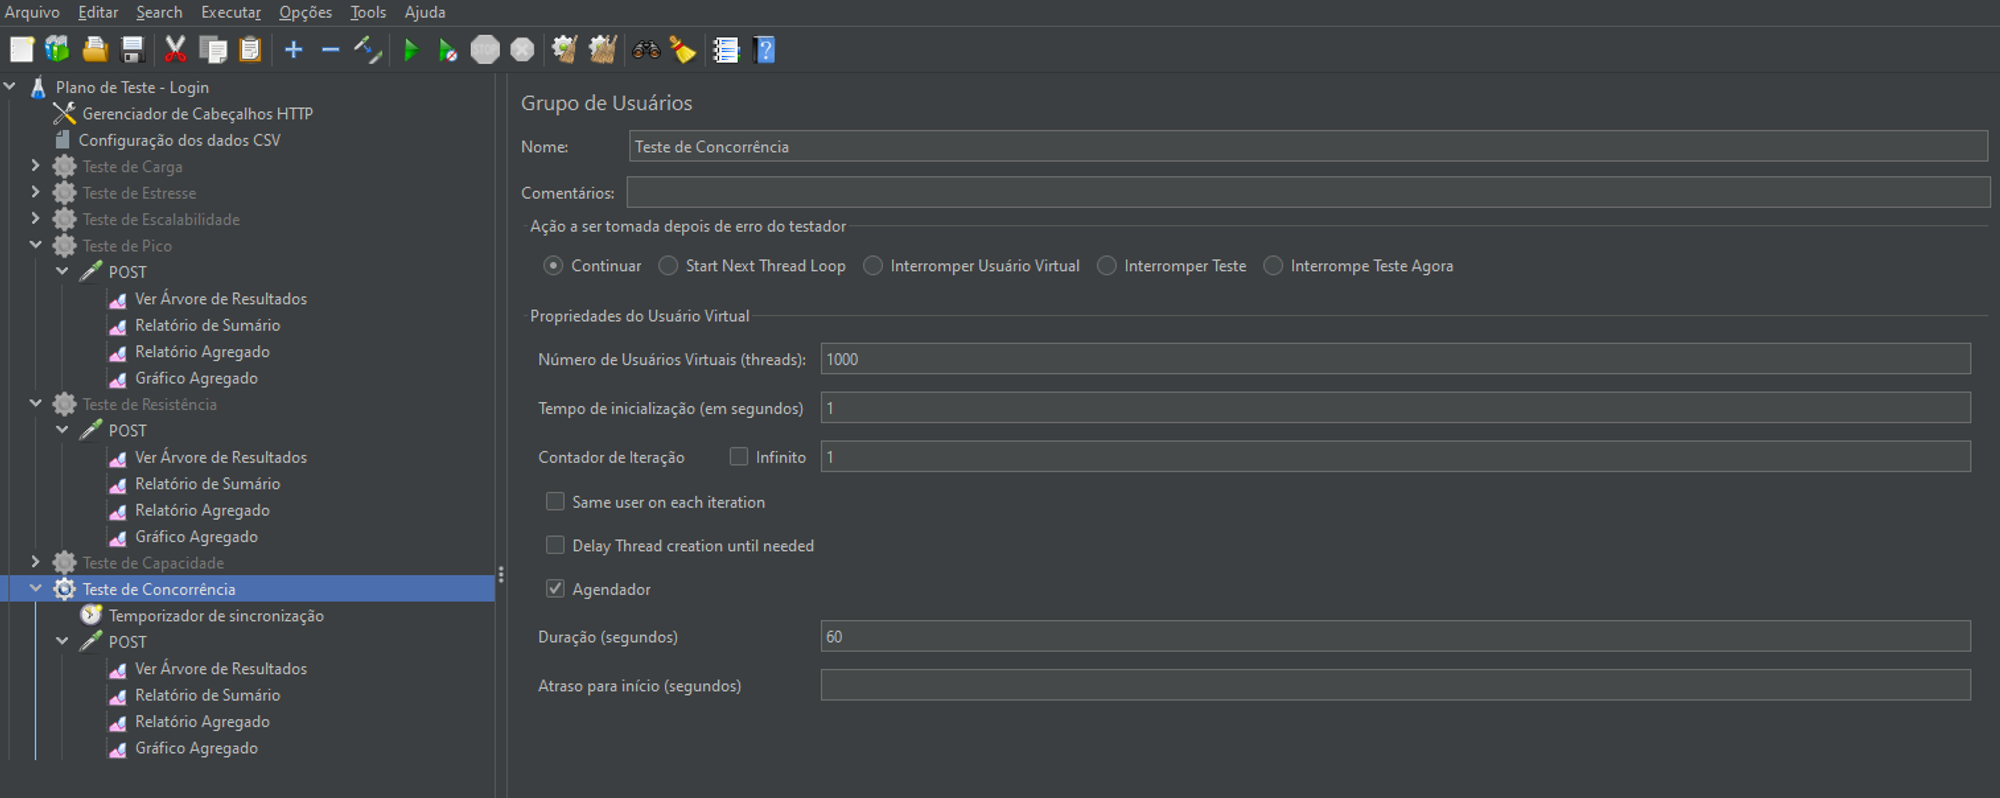 Arquivo Editar Search Executar Opções Tools Ajuda
STOP
Plano de Teste - Login
Gerenciador de Cabeçalhos HTTP
Configuração dos dados CSV
Teste de Carga
Teste de Estresse
Teste de Escalabilidade
Teste de Pico
POST
Ver Árvore de Resultados
Relatório de Sumário
Relatório Agregado
Gráfico Agregado
Teste de Resistência
POST
Ver Árvore de Resultados
Relatório de Sumário
Relatório Agregado
Gráfico Agregado
Teste de Capacidade
Teste de Concorrência
Temporizador de sincronização
POST
Ver Árvore de Resultados
Relatório de Sumário
Relatório Agregado
Gráfico Agregado
Grupo de Usuários
Nome: Teste de Concorrência
Comentários:
Ação a ser tomada depois de erro do testador
Continuar Start Next Thread Loop Interromper Usuário Virtual Interromper Teste Interrompe Teste Agora
Propriedades do Usuário Virtual
Número de Usuários Virtuais (threads): 1000
Tempo de inicialização (em segundos) 1
Contador de Iteração Infinito 1
Same user on each iteration
Delay Thread creation until needed
Agendador
Duração (segundos) 60
Atraso para início (segundos)